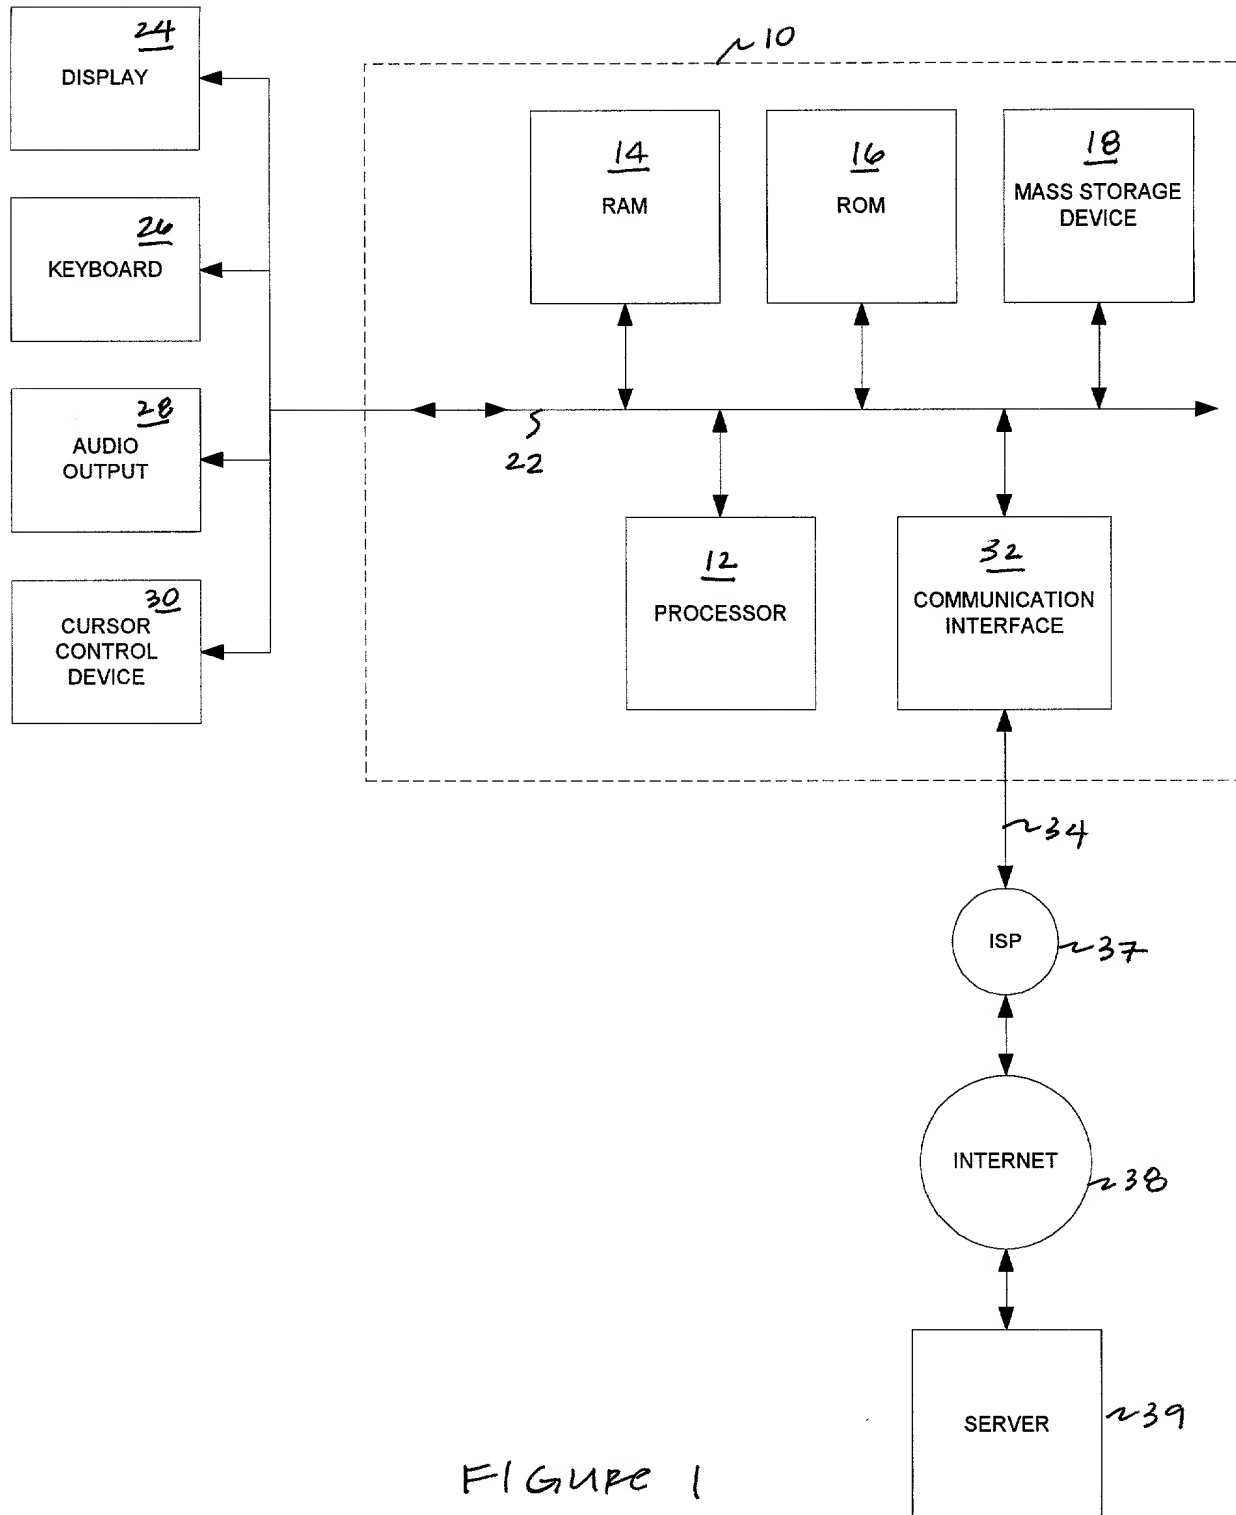 24
DISPLAY
26
KEYBOARD
28
AUDIO
OUTPUT
30
CURSOR
CONTROL
DEVICE
10
14
RAM
16
ROM
18
MASS STORAGE
DEVICE
22
12
PROCESSOR
32
COMMUNICATION
INTERFACE
34
ISP
37
INTERNET
38
SERVER
39
FIGURE 1